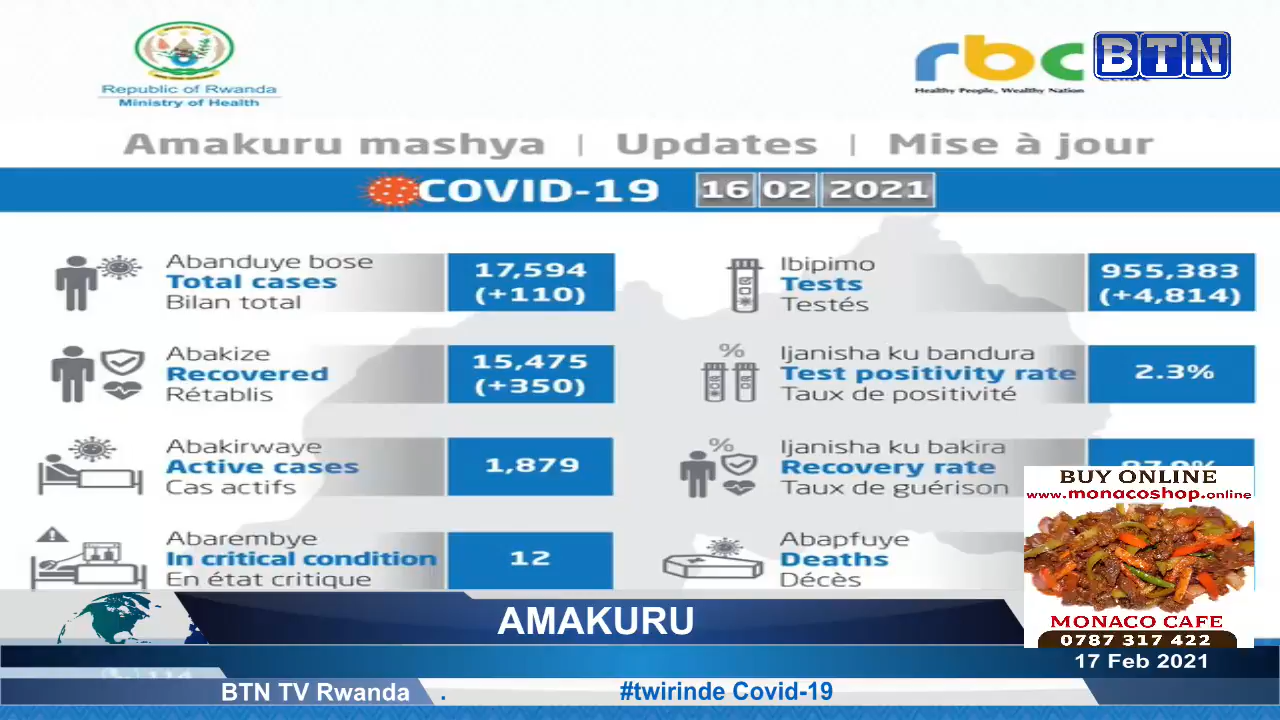 Republic of Rwanda
Ministry of Health
rbc
BTN
Healthy People, Wealthy Nation
Amakuru mashya | Updates | Mise à jour
COVID-19 16 02 2021
Abanduye bose
Total cases
Bilan total
17,594
(+110)
Ibipimo
Tests
Testés
955,383
(+4,814)
Abakize
Recovered
Rétablis
15,475
(+350)
Ijanisha ku bandura
Test positivity rate
Taux de positivité
2.3%
Abakirwaye
Active cases
Cas actifs
1,879
Ijanisha ku bakira
Recovery rate
Taux de guérison
Abarembye
In critical condition
En état critique
12
Abapfuye
Deaths
Décès
BUY ONLINE
www.monacoshop.online
MONACO CAFE
0787 317 422
AMAKURU
17 Feb 2021
BTN TV Rwanda . #twirinde Covid-19